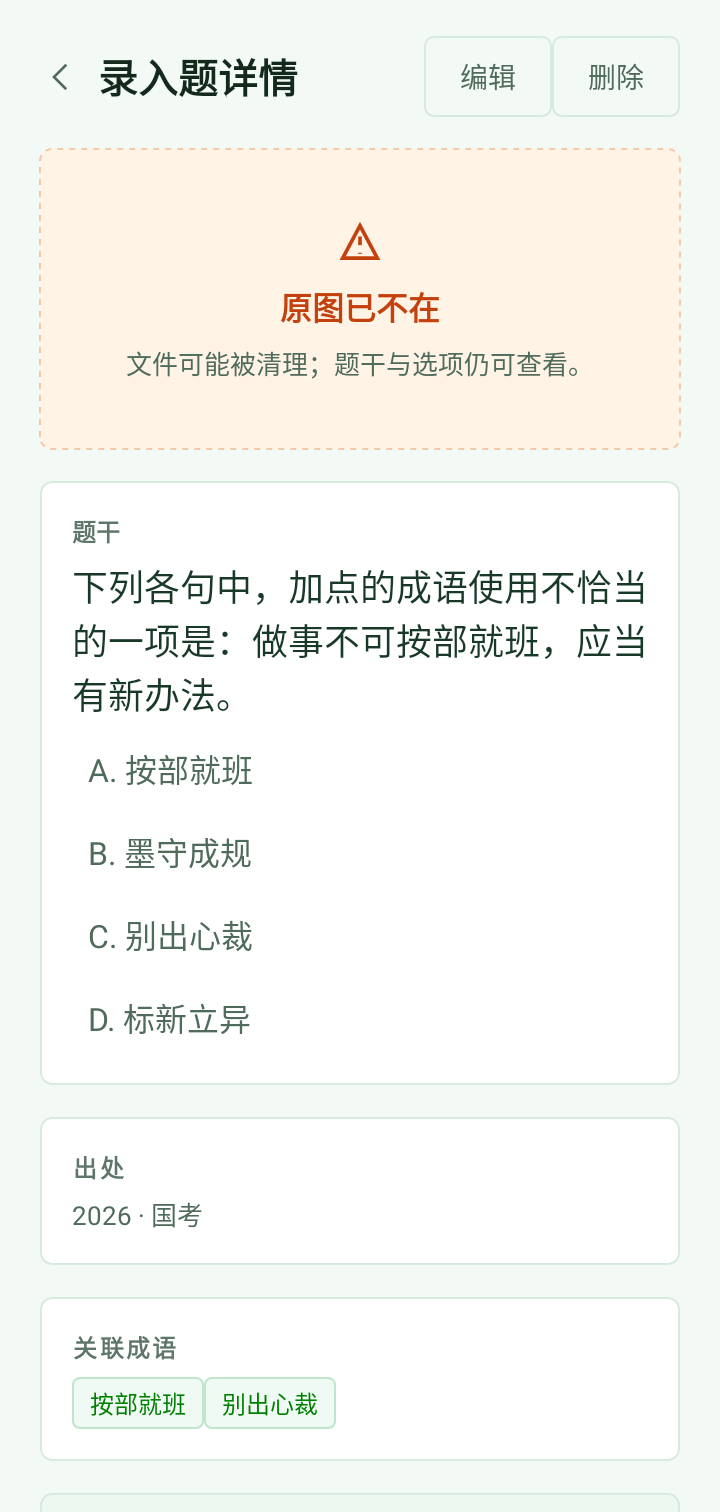 录入题详情
编辑
删除
原图已不在
文件可能被清理；题干与选项仍可查看。
题干
下列各句中，加点的成语使用不恰当
的一项是：做事不可按部就班，应当
有新办法。
A. 按部就班
B. 墨守成规
C. 别出心裁
D. 标新立异
出处
2026 · 国考
关联成语
按部就班
别出心裁